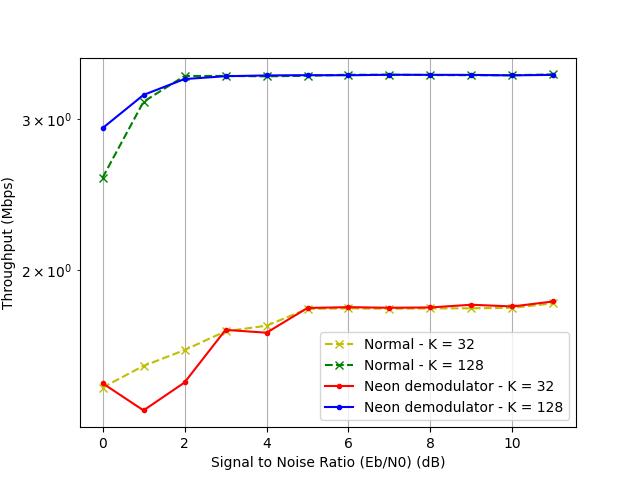 3 × 10⁰
2 × 10⁰
Throughput (Mbps)
Normal - K = 32
Normal - K = 128
Neon demodulator - K = 32
Neon demodulator - K = 128
0 2 4 6 8 10
Signal to Noise Ratio (Eb/N0) (dB)